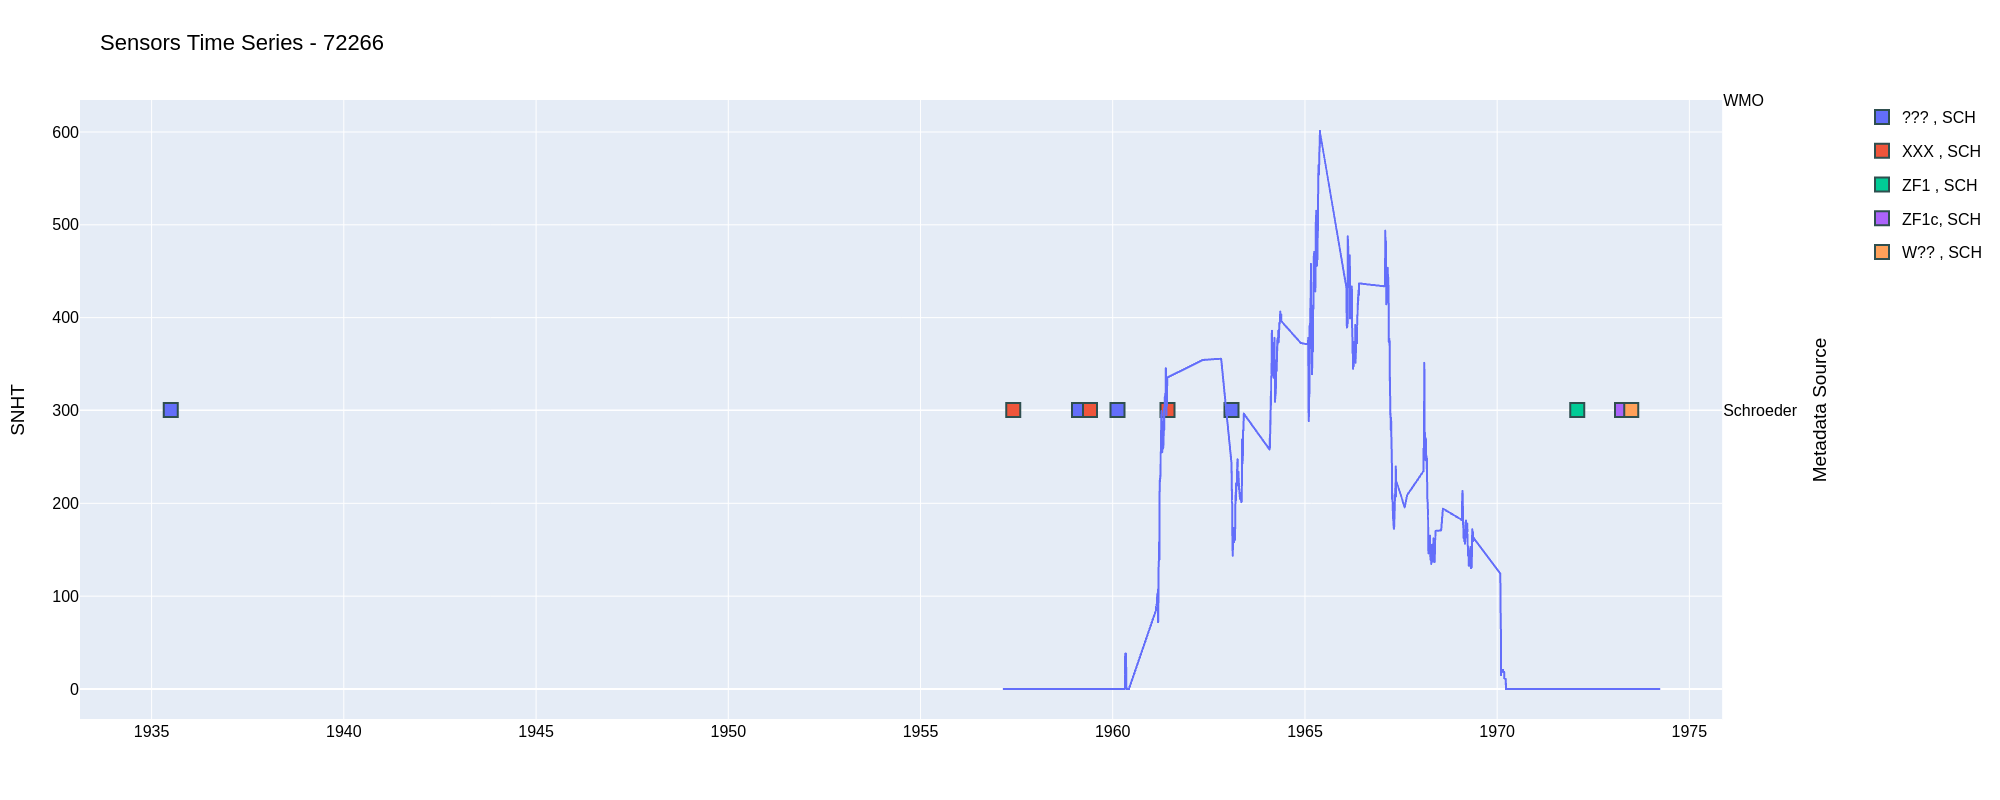 Sensors Time Series - 72266
WMO
Schroeder
Metadata Source
SNHT
600
500
400
300
200
100
0
1935
1940
1945
1950
1955
1960
1965
1970
1975
??? , SCH
XXX , SCH
ZF1 , SCH
ZF1c, SCH
W?? , SCH